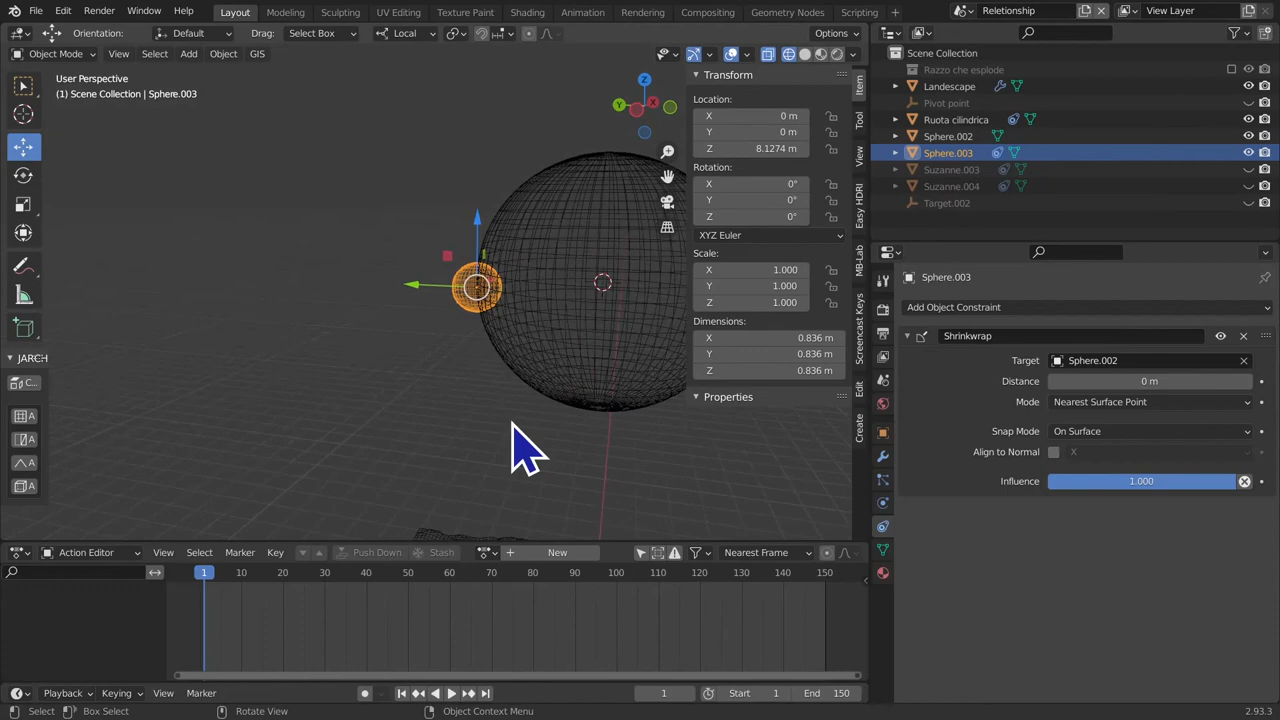 File Edit Render Window Help Layout Modeling Sculpting UV Editing Texture Paint Shading Animation Rendering Compositing Geometry Nodes Scripting + Relationship View Layer
Orientation: Default Drag: Select Box Local Options
Object Mode View Select Add Object GIS
User Perspective
(1) Scene Collection | Sphere.003
Z
Y
X
JARCH
C...
A
A
A
A
Transform
Location:
X 0 m
Y 0 m
Z 8.1274 m
Rotation:
X 0°
Y 0°
Z 0°
XYZ Euler
Scale:
X 1.000
Y 1.000
Z 1.000
Dimensions:
X 0.836 m
Y 0.836 m
Z 0.836 m
Properties
Item
Tool
View
Easy HDRI
MB-Lab
Screencast Keys
Edit
Create
Scene Collection
Razzo che esplode
Landscape
Pivot point
Ruota cilindrica
Sphere.002
Sphere.003
Suzanne.003
Suzanne.004
Target.002
Sphere.003
Add Object Constraint
Shrinkwrap
Target Sphere.002
Distance 0 m
Mode Nearest Surface Point
Snap Mode On Surface
Align to Normal X
Influence 1.000
Action Editor View Select Marker Key Push Down Stash + New Nearest Frame
1 10 20 30 40 50 60 70 80 90 100 110 120 130 140 150
Playback Keying View Marker 1 Start 1 End 150
Select Box Select Rotate View Object Context Menu 2.93.3